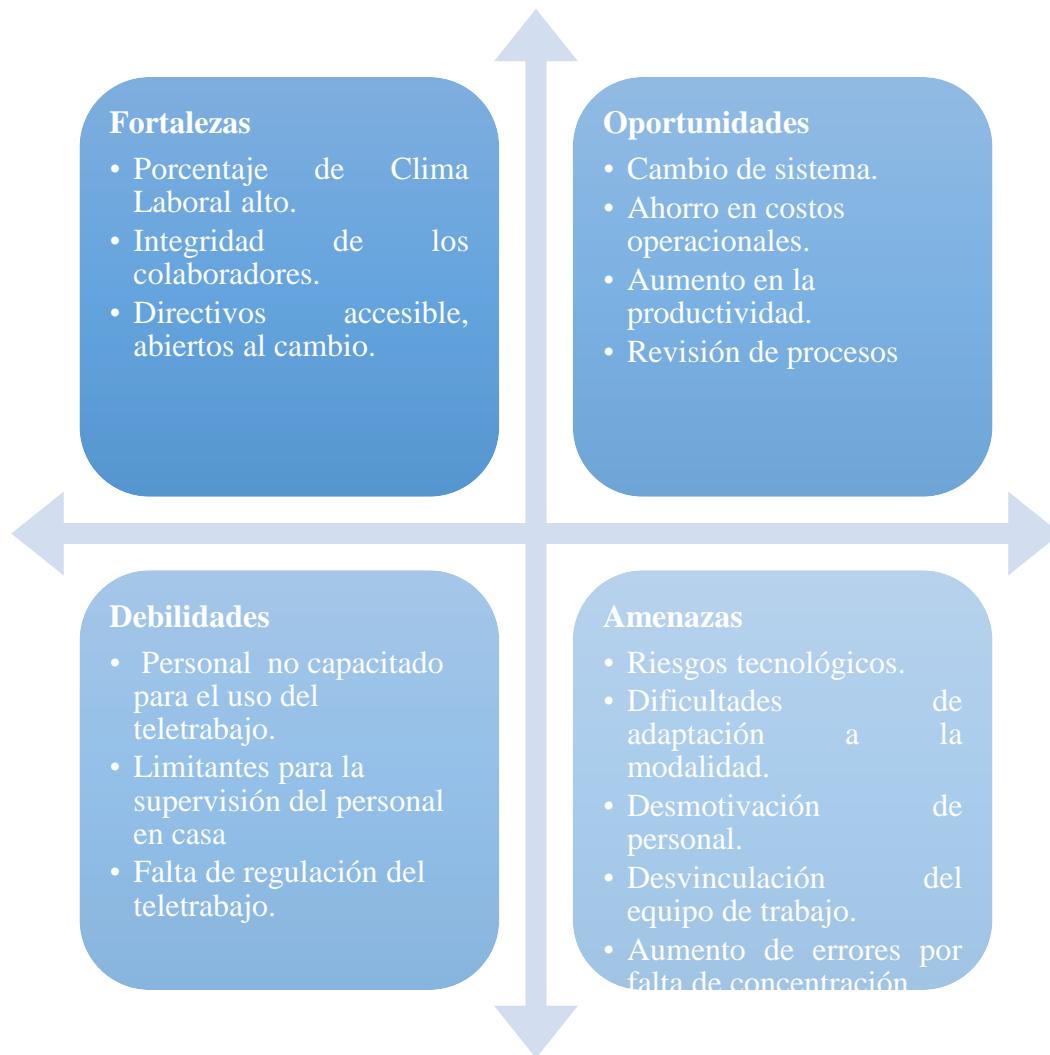 Fortalezas
• Porcentaje de Clima
Laboral alto.
• Integridad de los
colaboradores.
• Directivos accesible,
abiertos al cambio.
Oportunidades
• Cambio de sistema.
• Ahorro en costos
operacionales.
• Aumento en la
productividad.
• Revisión de procesos
Debilidades
• Personal no capacitado
para el uso del
teletrabajo.
• Limitantes para la
supervisión del personal
en casa
• Falta de regulación del
teletrabajo.
Amenazas
• Riesgos tecnológicos.
• Dificultades de
adaptación a la
modalidad.
• Desmotivación de
personal.
• Desvinculación del
equipo de trabajo.
• Aumento de errores por
falta de concentración